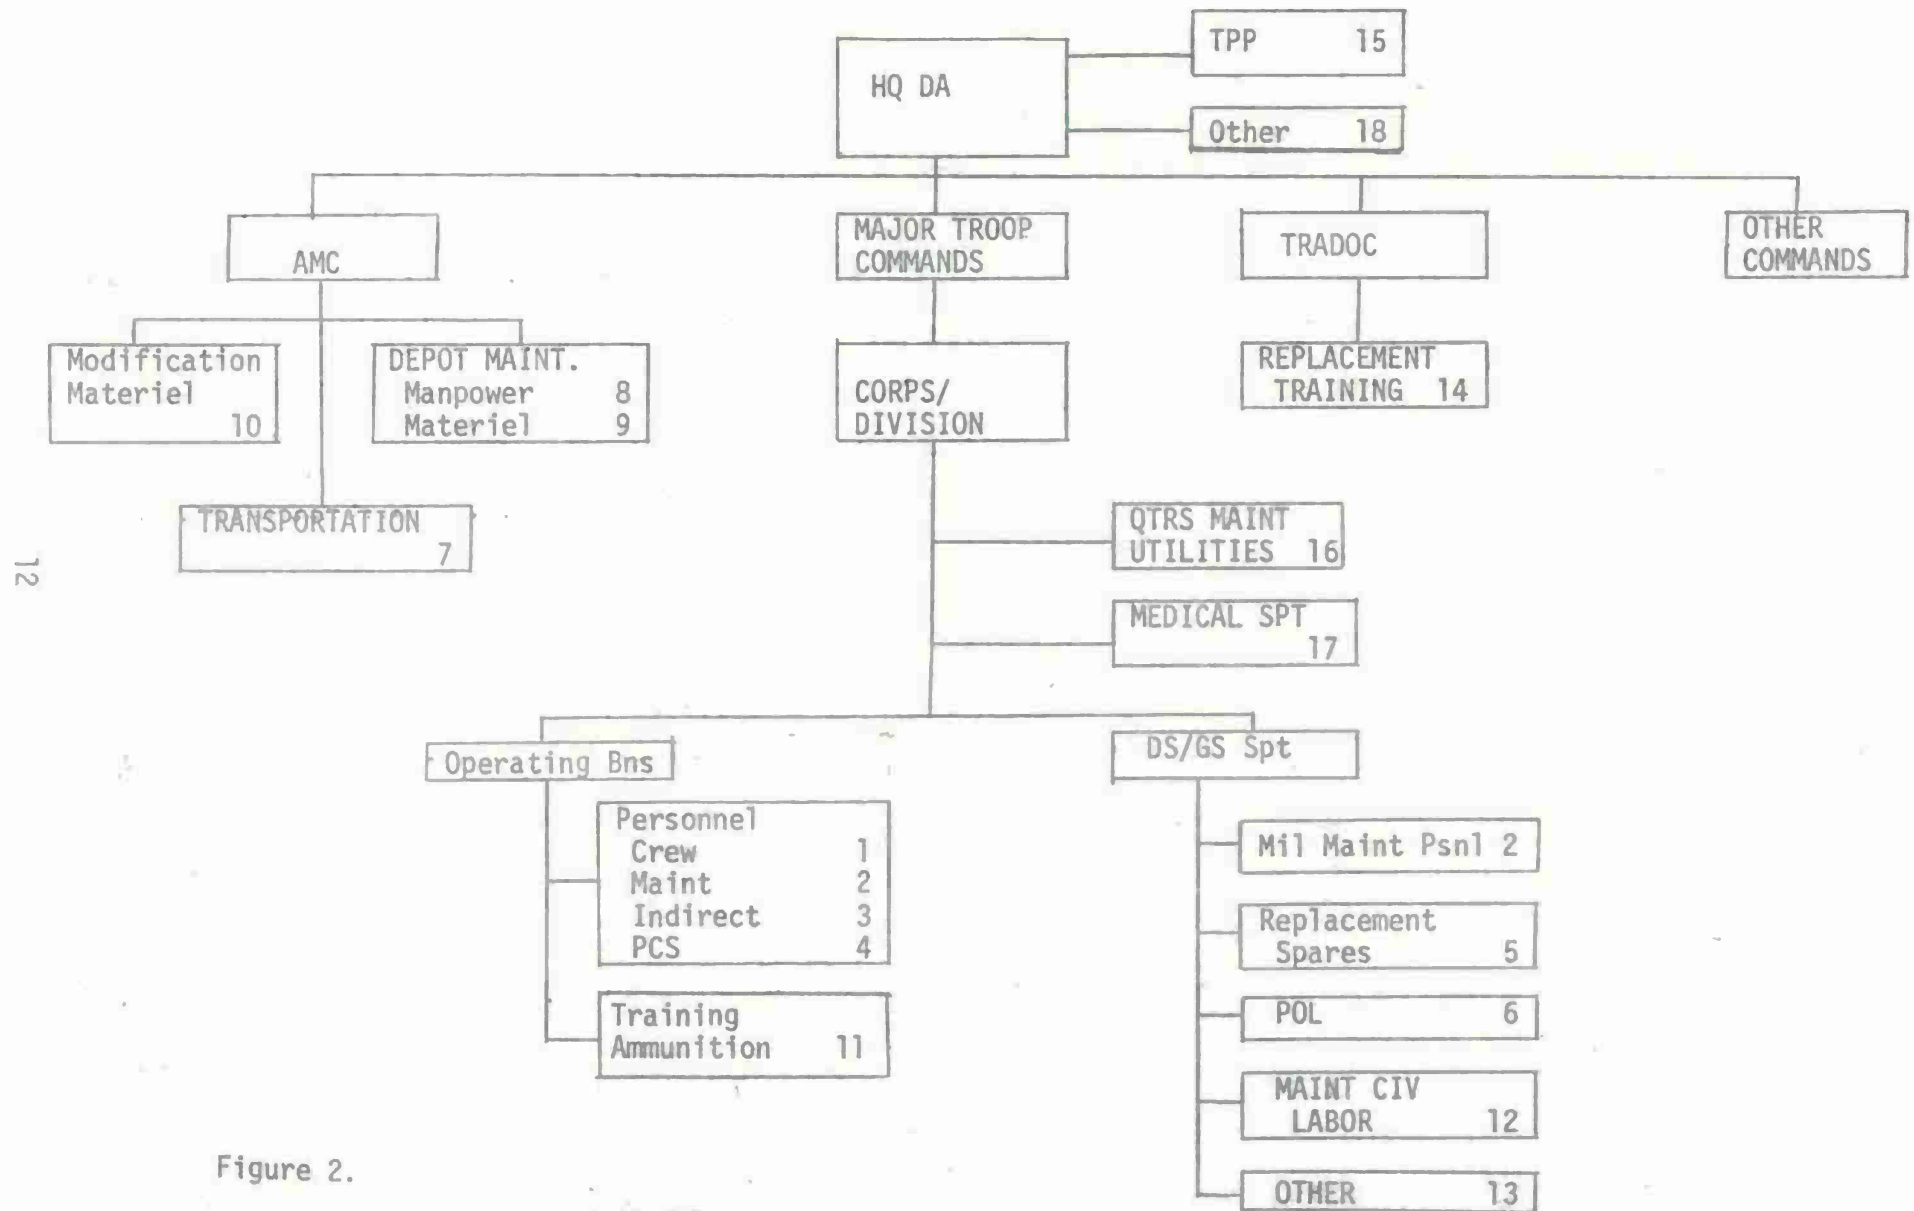 TPP 15
HQ DA
Other 18
AMC
MAJOR TROOP
COMMANDS
TRADOC
OTHER
COMMANDS
Modification
Materiel
10
DEPOT MAINT.
Manpower 8
Materiel 9
CORPS/
DIVISION
REPLACEMENT
TRAINING 14
TRANSPORTATION
7
QTRS MAINT
UTILITIES 16
MEDICAL SPT
17
Operating Bns
DS/GS Spt
Personnel
Crew 1
Maint 2
Indirect 3
PCS 4
Training
Ammunition 11
Mil Maint Psnl 2
Replacement
Spares 5
POL 6
MAINT CIV
LABOR 12
OTHER 13
Figure 2.
12